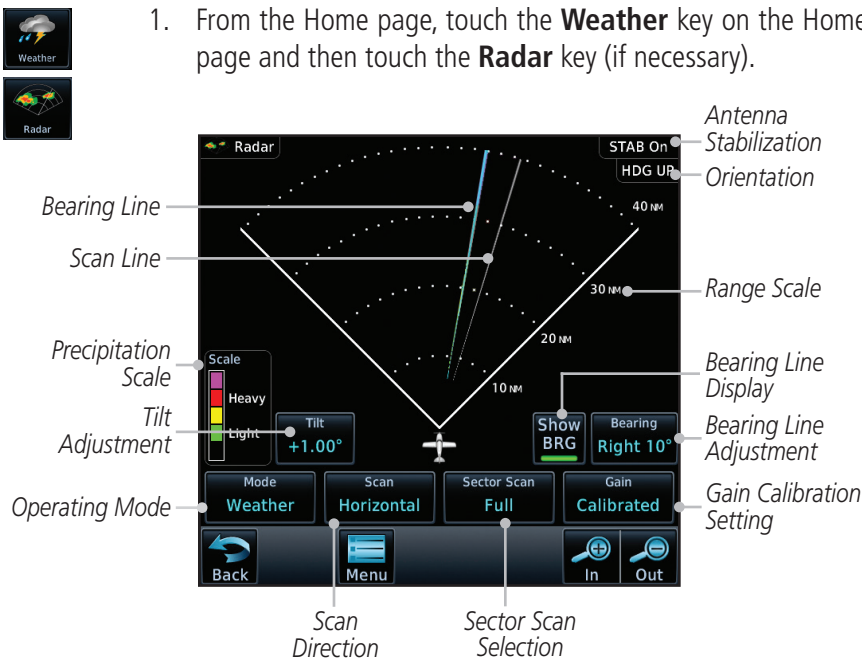 1. From the Home page, touch the Weather key on the Home
page and then touch the Radar key (if necessary).
Weather
Radar
Antenna
Stabilization
Orientation
Bearing Line
Scan Line
Range Scale
Precipitation
Scale
Bearing Line
Display
Tilt
Adjustment
Bearing Line
Adjustment
Operating Mode
Gain Calibration
Setting
Scan
Direction
Sector Scan
Selection
Radar
STAB On
HDG UP
40 NM
30 NM
20 NM
10 NM
Scale
Heavy
Light
Tilt
+1.00°
Show
BRG
Bearing
Right 10°
Mode
Weather
Scan
Horizontal
Sector Scan
Full
Gain
Calibrated
Back
Menu
In
Out